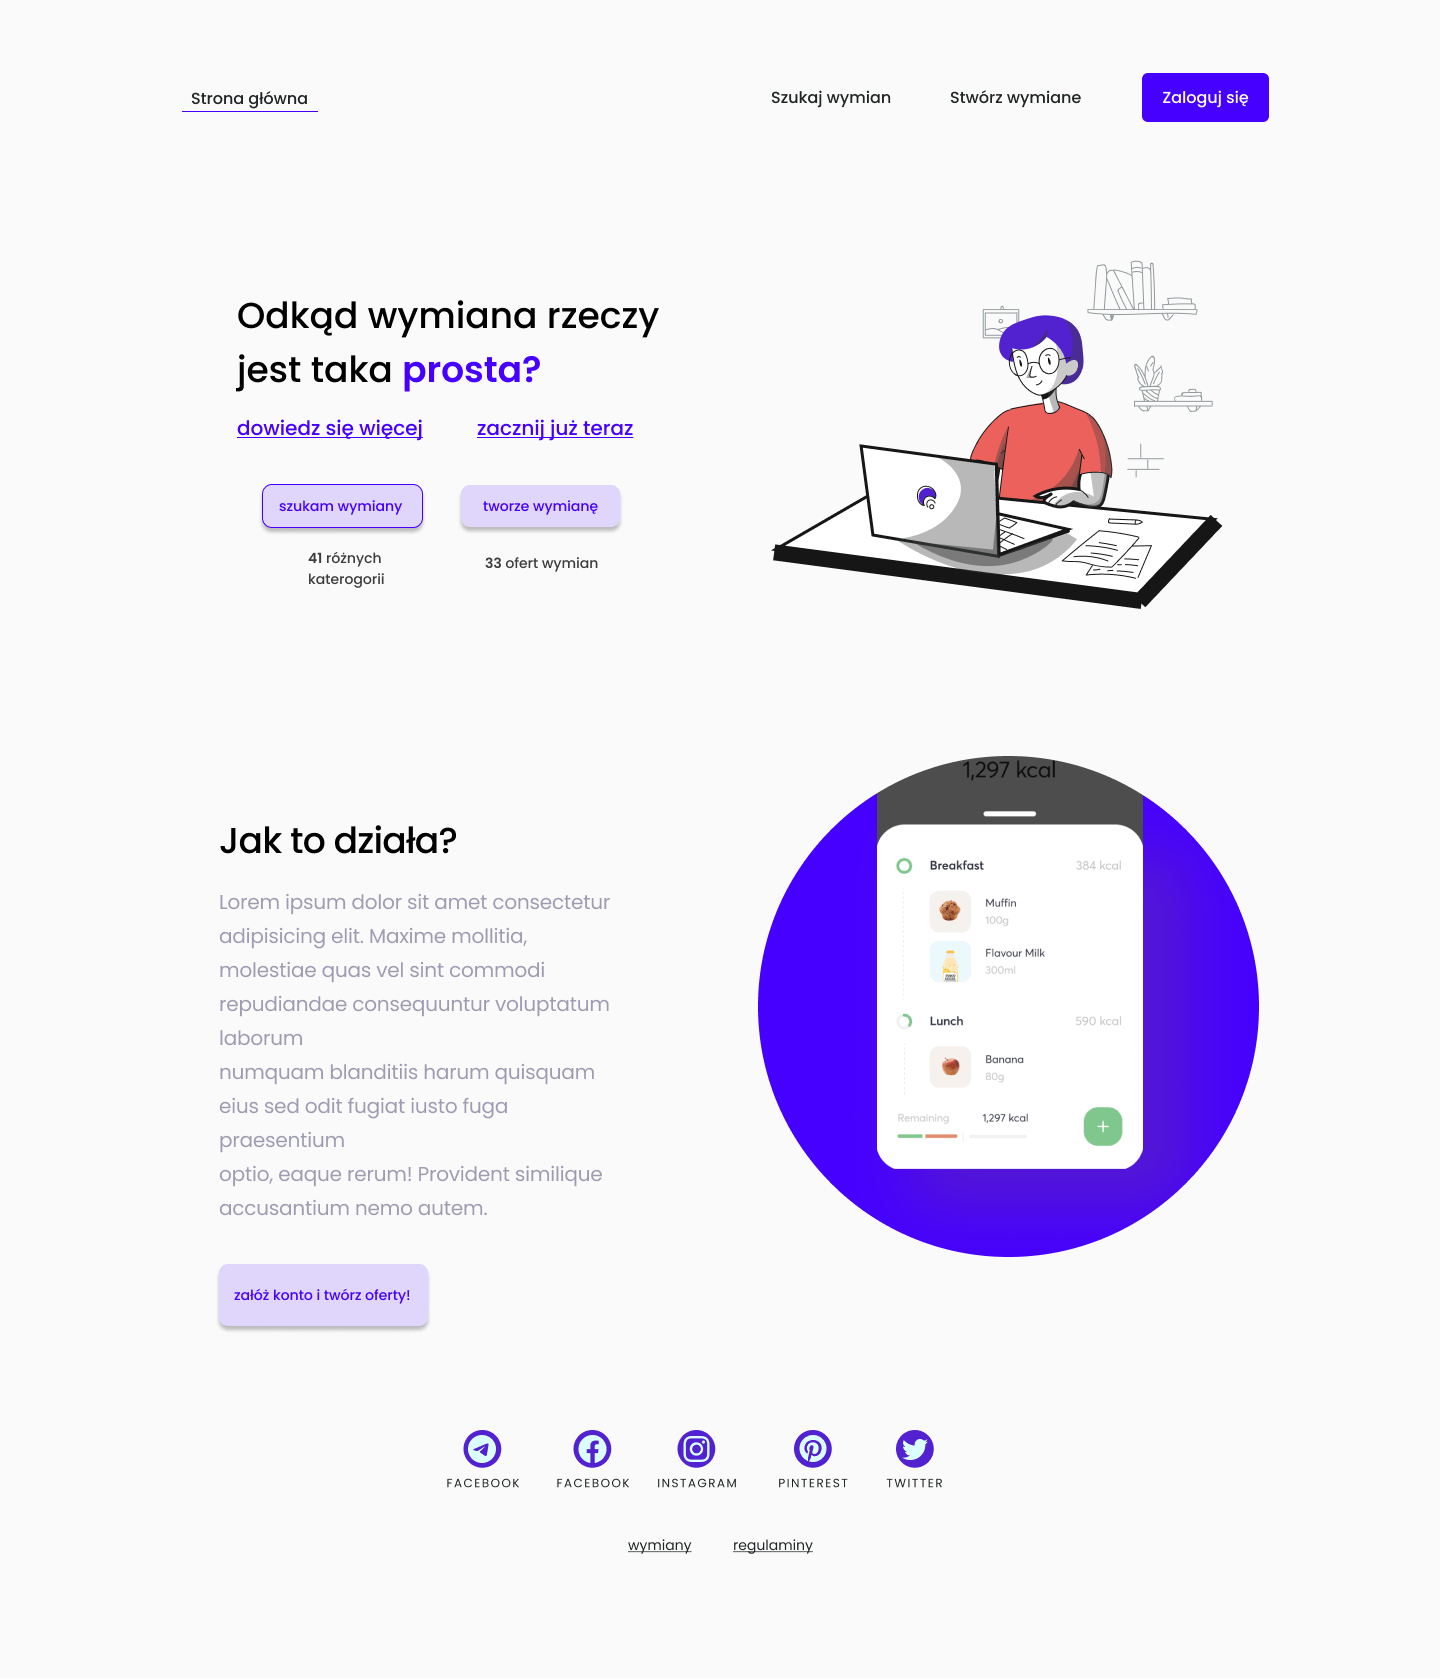 Strona główna
Szukaj wymian
Stwórz wymiane
Zaloguj się
Odkąd wymiana rzeczy
jest taka prosta?
dowiedz się więcej
zacznij już teraz
szukam wymiany
tworze wymianę
41 różnych
katerogorii
33 ofert wymian
Jak to działa?
Lorem ipsum dolor sit amet consectetur
adipisicing elit. Maxime mollitia,
molestiae quas vel sint commodi
repudiandae consequuntur voluptatum
laborum
numquam blanditiis harum quisquam
eius sed odit fugiat iusto fuga
praesentium
optio, eaque rerum! Provident similique
accusantium nemo autem.
załóż konto i twórz oferty!
1,297 kcal
Breakfast
384 kcal
Muffin
100g
Flavour Milk
300ml
Lunch
590 kcal
Banana
80g
Remaining
1,297 kcal
FACEBOOK
FACEBOOK
INSTAGRAM
PINTEREST
TWITTER
wymiany
regulaminy